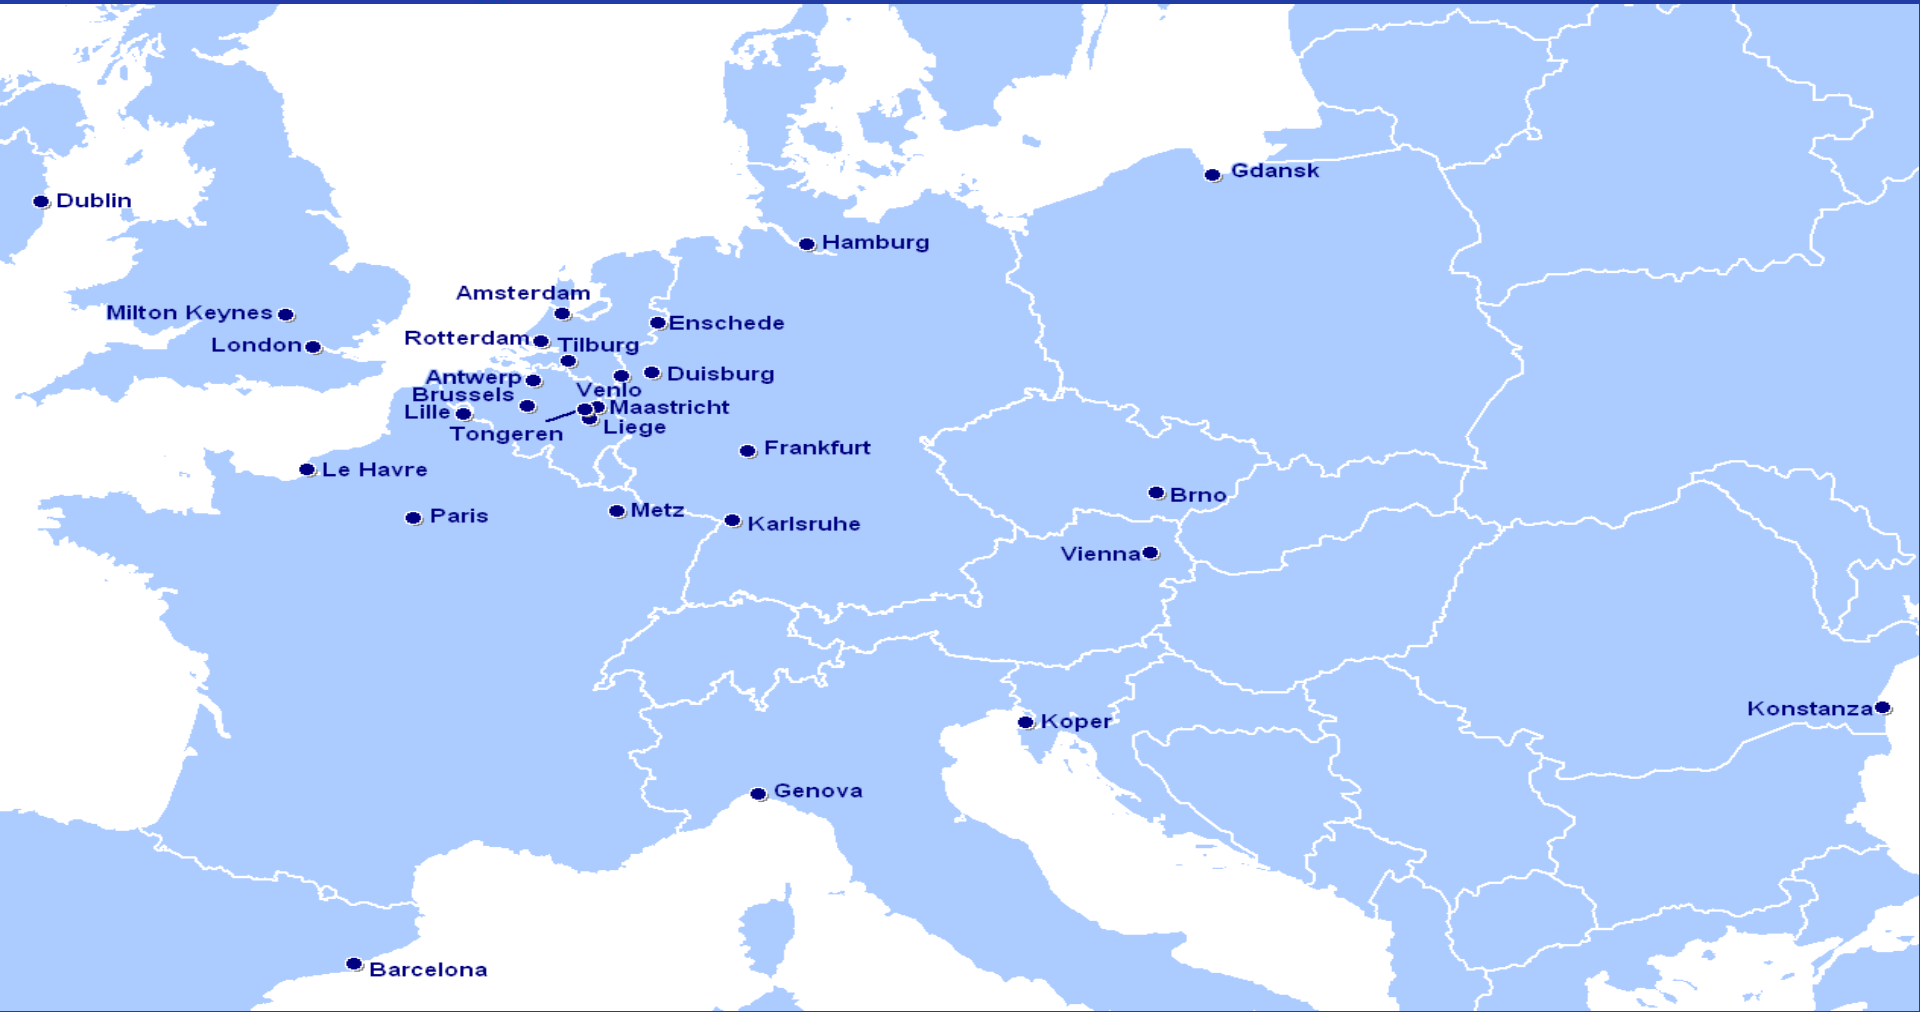 Gdansk
Dublin
Hamburg
Amsterdam
Milton Keynes
Enschede
Rotterdam
London
Tilburg
Duisburg
Antwerp
Venlo
Brussels
Maastricht
Lille
Liege
Tongeren
Frankfurt
Le Havre
Brno
Metz
Paris
Karlsruhe
Vienna
Konstanza
Koper
Genova
Barcelona